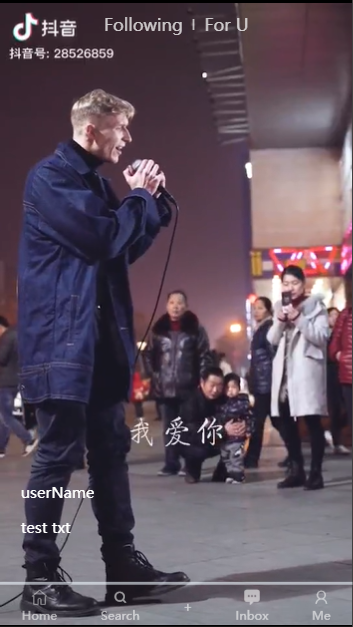 抖音
Following | For U
抖音号: 28526859
我爱你
userName
test txt
+
Home Search Inbox Me